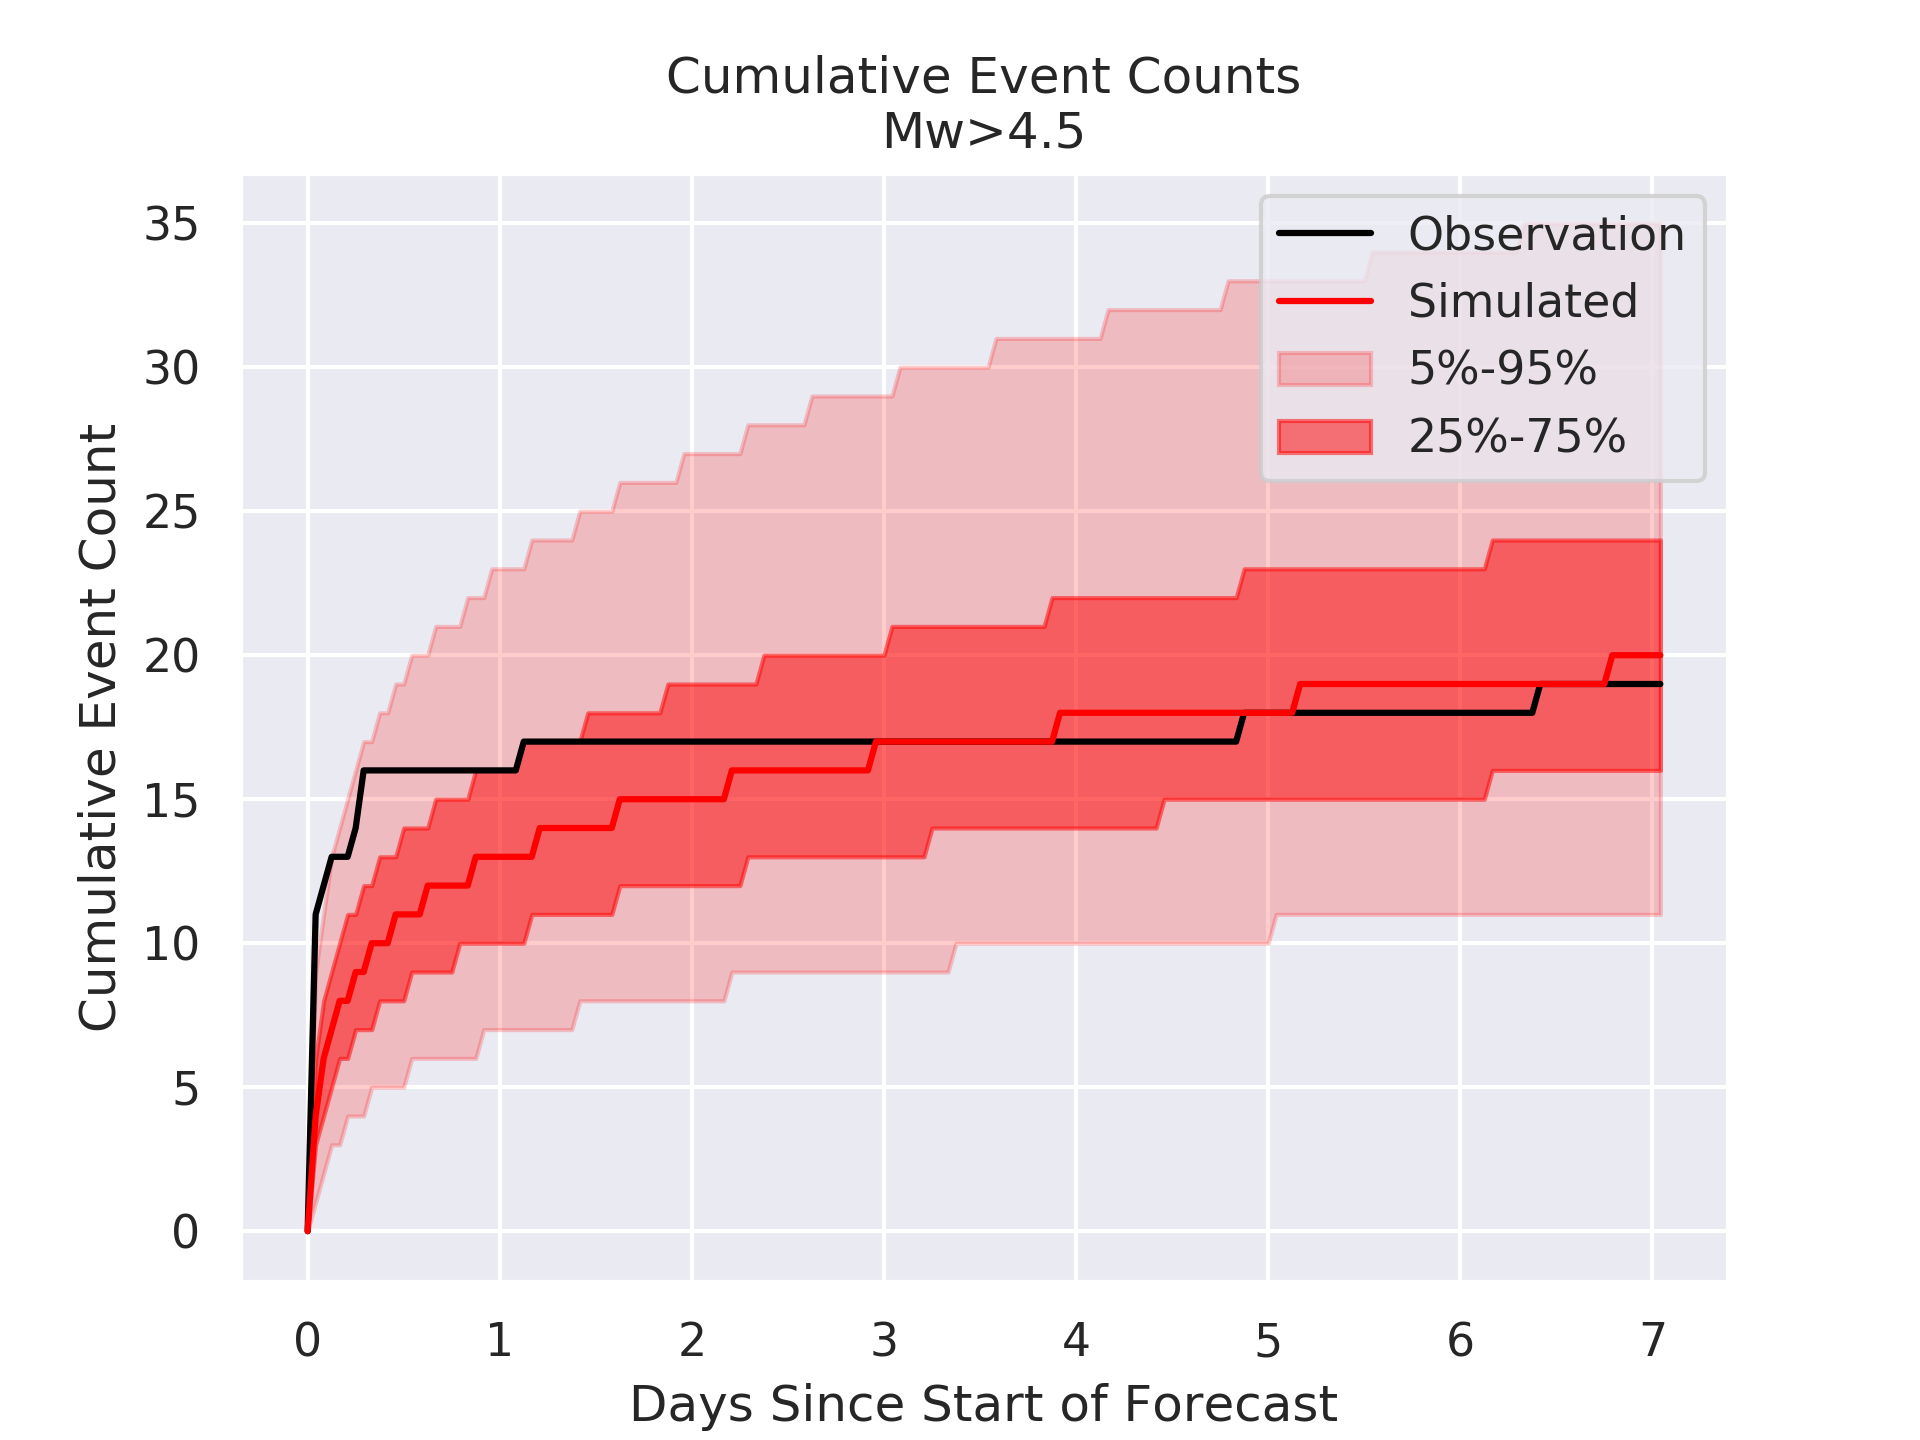 Cumulative Event Counts
Mw>4.5
Cumulative Event Count
35
30
25
20
15
10
5
0
Observation
Simulated
5%-95%
25%-75%
0 1 2 3 4 5 6 7
Days Since Start of Forecast